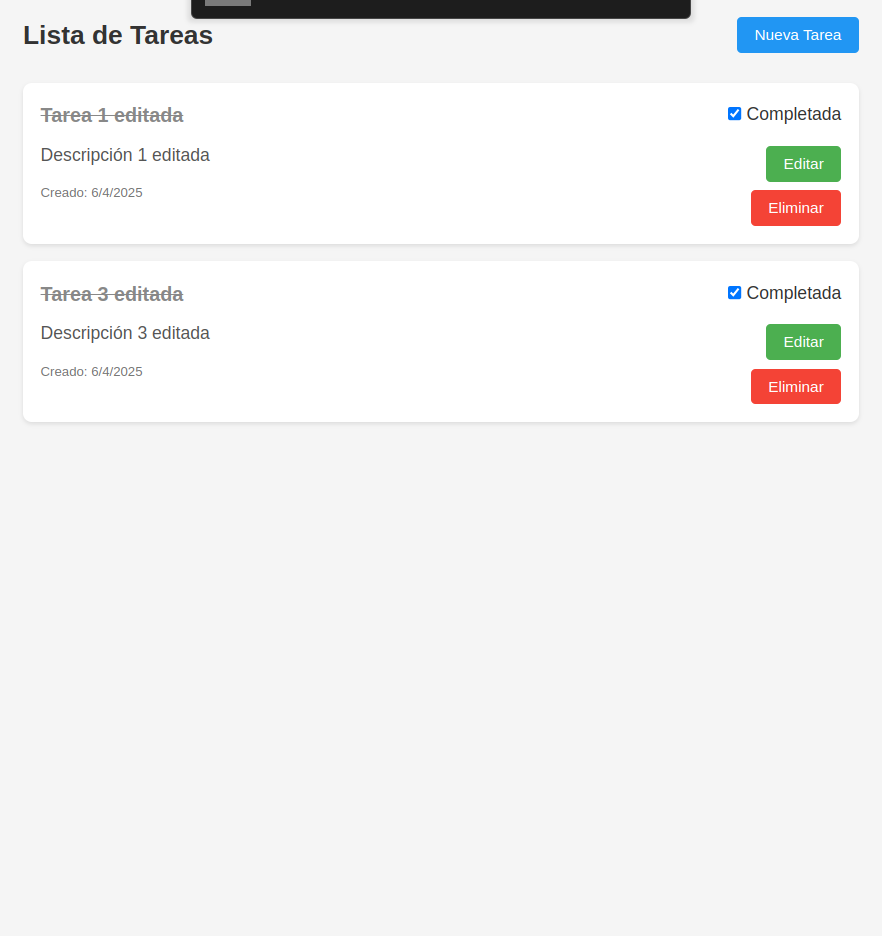 Lista de Tareas
Nueva Tarea
Tarea 1 editada
Completada
Descripción 1 editada
Editar
Creado: 6/4/2025
Eliminar
Tarea 3 editada
Completada
Descripción 3 editada
Editar
Creado: 6/4/2025
Eliminar